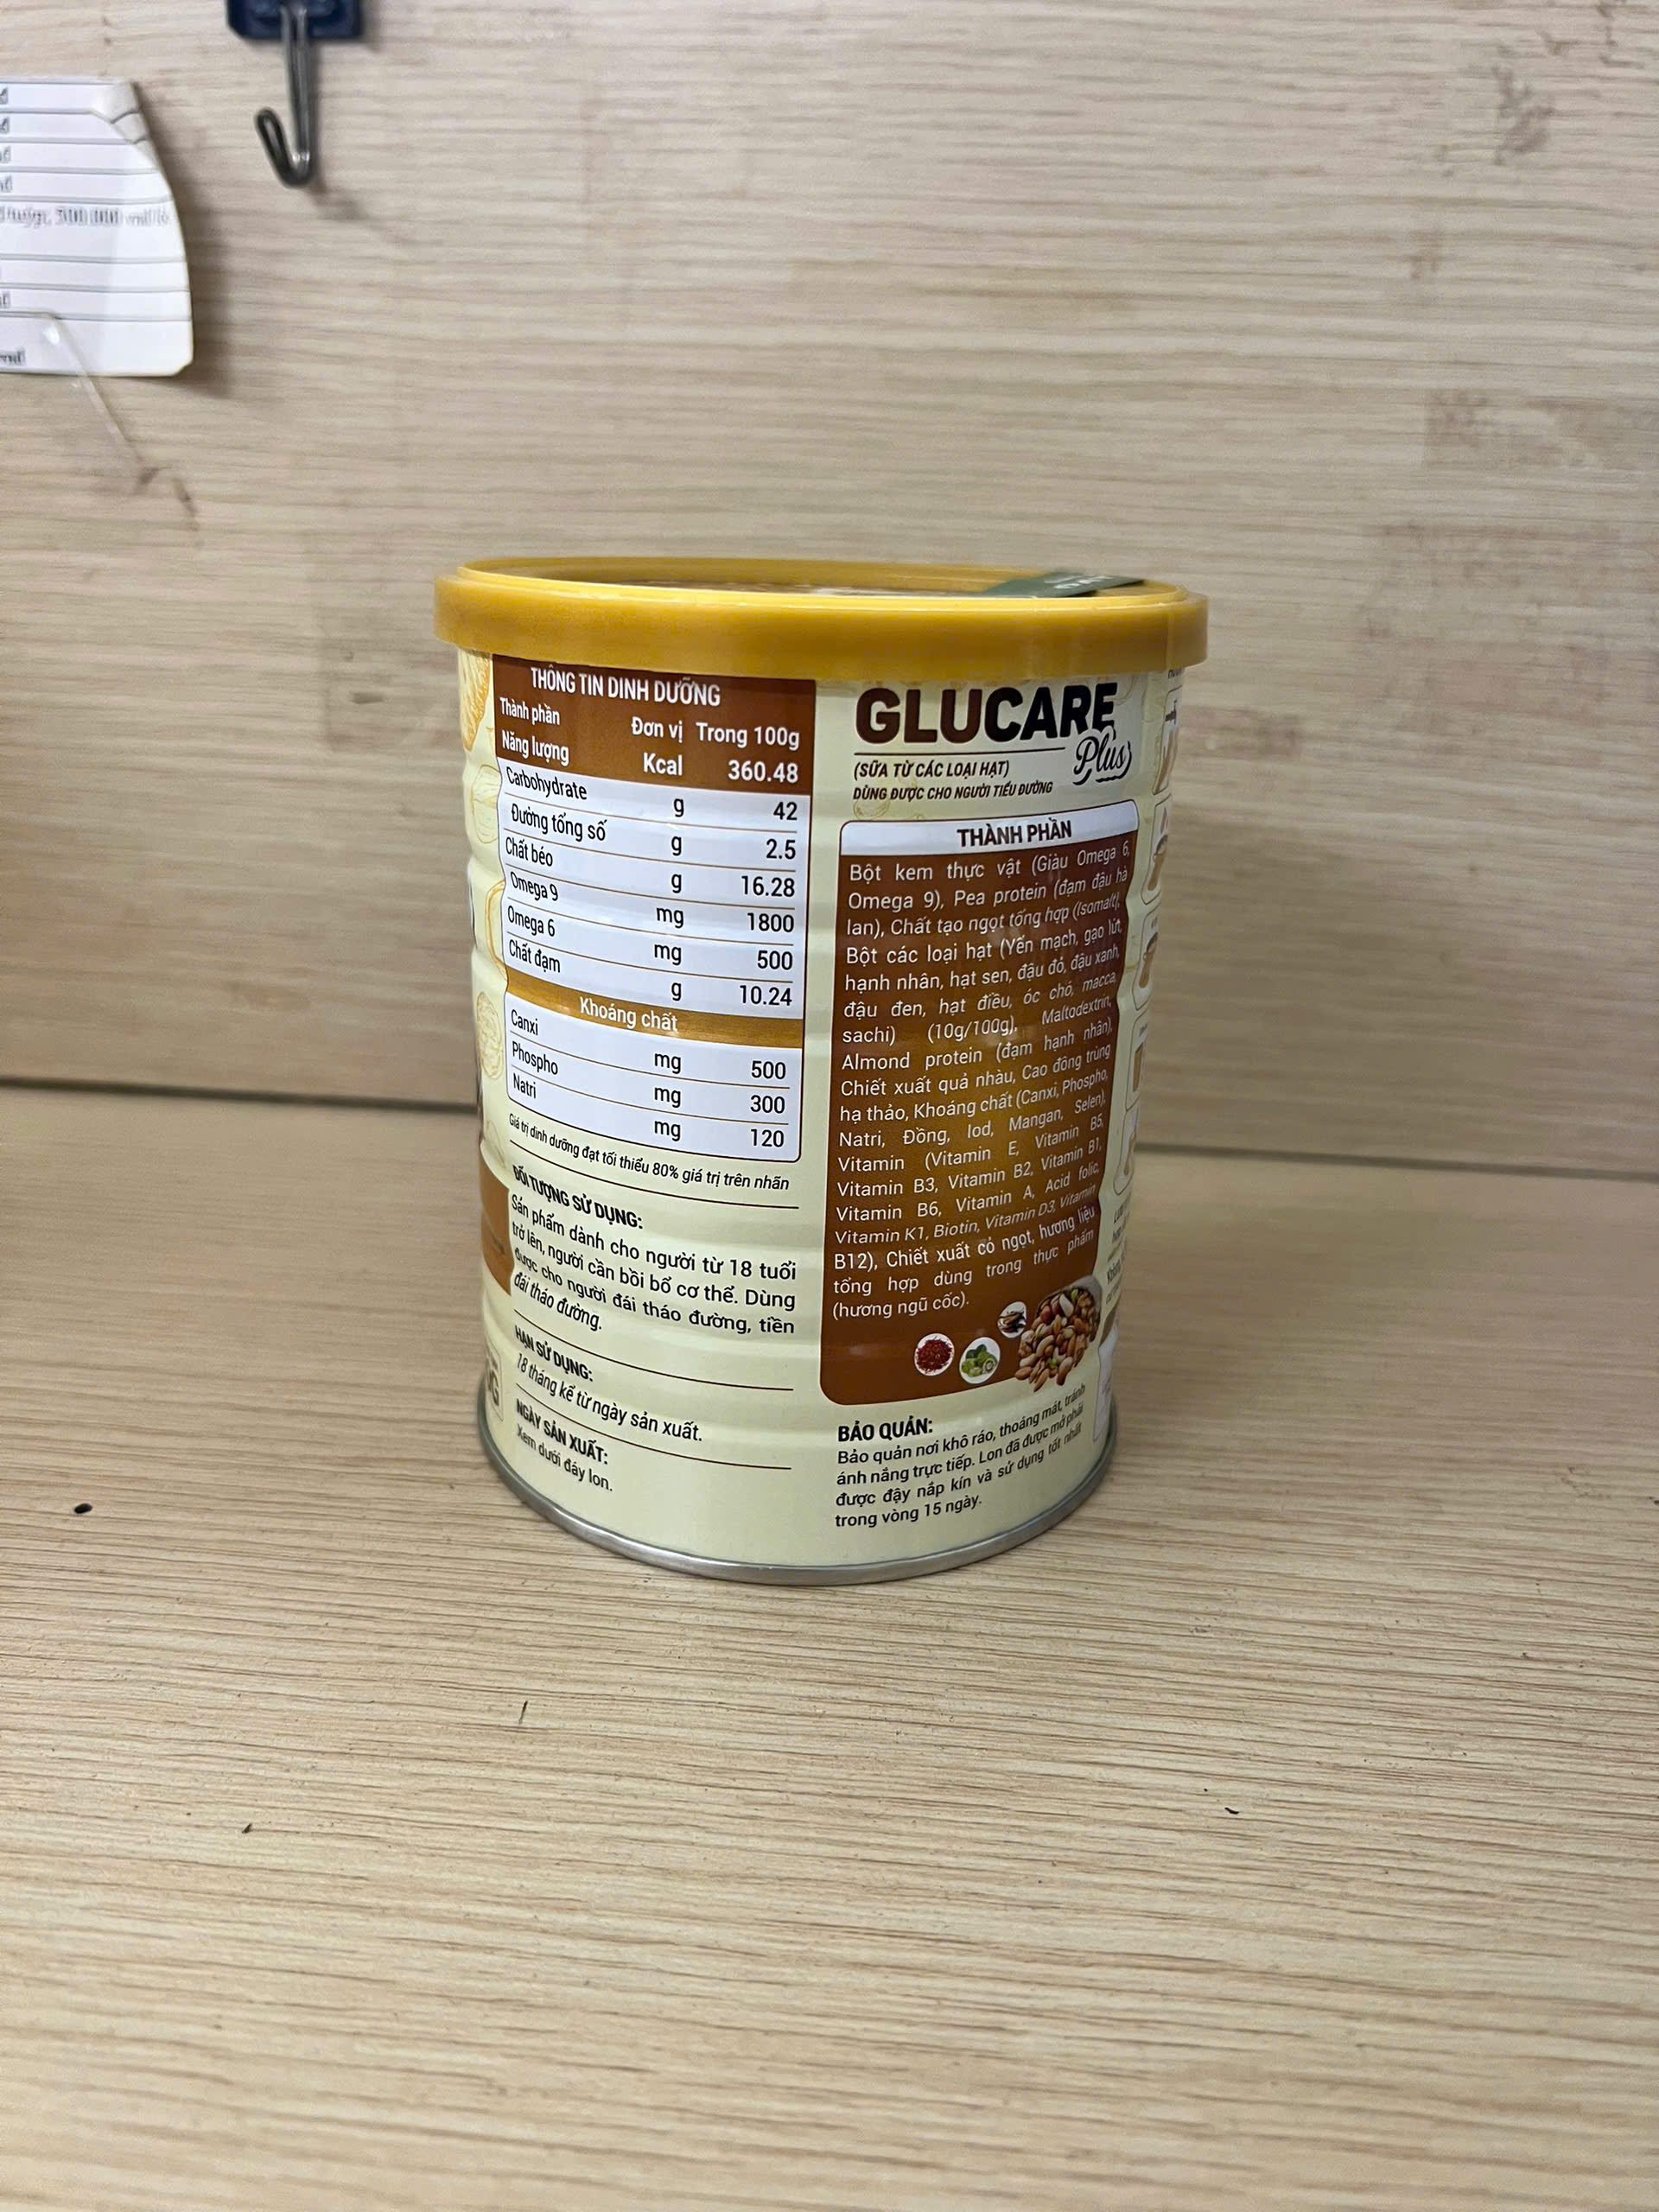 THÔNG TIN DINH DƯỠNG
Thành phần Đơn vị Trong 100g
Năng lượng Kcal 360.48
Carbohydrate g 42
Đường tổng số g 2.5
Chất béo g 16.28
Omega 9 mg 1800
Omega 6 mg 500
Chất đạm g 10.24
Khoáng chất
Canxi mg 500
Phospho mg 300
Natri mg 120
Giá trị dinh dưỡng đạt tối thiểu 80% giá trị trên nhãn
ĐỐI TƯỢNG SỬ DỤNG:
Sản phẩm dành cho người từ 18 tuổi
trở lên, người cần bồi bổ cơ thể. Dùng
được cho người đái tháo đường, tiền
đái tháo đường.
HẠN SỬ DỤNG:
18 tháng kể từ ngày sản xuất.
NGÀY SẢN XUẤT:
Xem dưới đáy lon.
GLUCARE
Plus
(SỮA TỪ CÁC LOẠI HẠT)
DÙNG ĐƯỢC CHO NGƯỜI TIỂU ĐƯỜNG
THÀNH PHẦN
Bột kem thực vật (Giàu Omega 6,
Omega 9), Pea protein (đạm đậu hà
lan), Chất tạo ngọt tổng hợp (Isomalt),
Bột các loại hạt (Yến mạch, gạo lứt,
hạnh nhân, hạt sen, đậu đỏ, đậu xanh,
đậu đen, hạt điều, óc chó, macca,
sachi) (10g/100g), Maltodextrin,
Almond protein (đạm hạnh nhân),
Chiết xuất quả nhàu, Cao đông trùng
hạ thảo, Khoáng chất (Canxi, Phospho,
Natri, Đồng, Iod, Mangan, Selen),
Vitamin (Vitamin E, Vitamin B5,
Vitamin B3, Vitamin B2, Vitamin B1,
Vitamin B6, Vitamin A, Acid folic,
Vitamin K1, Biotin, Vitamin D3, Vitamin
B12), Chiết xuất cỏ ngọt, hương liệu
tổng hợp dùng trong thực phẩm
(hương ngũ cốc).
BẢO QUẢN:
Bảo quản nơi khô ráo, thoáng mát, tránh
ánh nắng trực tiếp. Lon đã được mở phải
được đậy nắp kín và sử dụng tốt nhất
trong vòng 15 ngày.